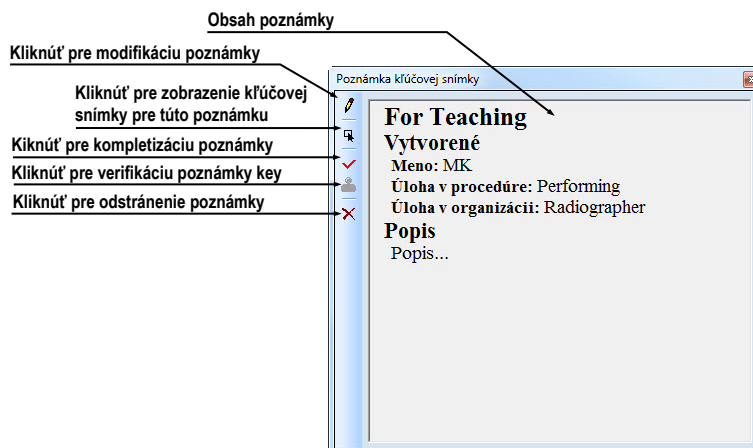 Obsah poznámky
Kliknúť pre modifikáciu poznámky
Kliknúť pre zobrazenie kľúčovej
snímky pre túto poznámku
Kiknúť pre kompletizáciu poznámky
Kliknúť pre verifikáciu poznámky key
Kliknúť pre odstránenie poznámky
Poznámka kľúčovej snímky
For Teaching
Vytvorené
Meno: MK
Úloha v procedúre: Performing
Úloha v organizácii: Radiographer
Popis
Popis...